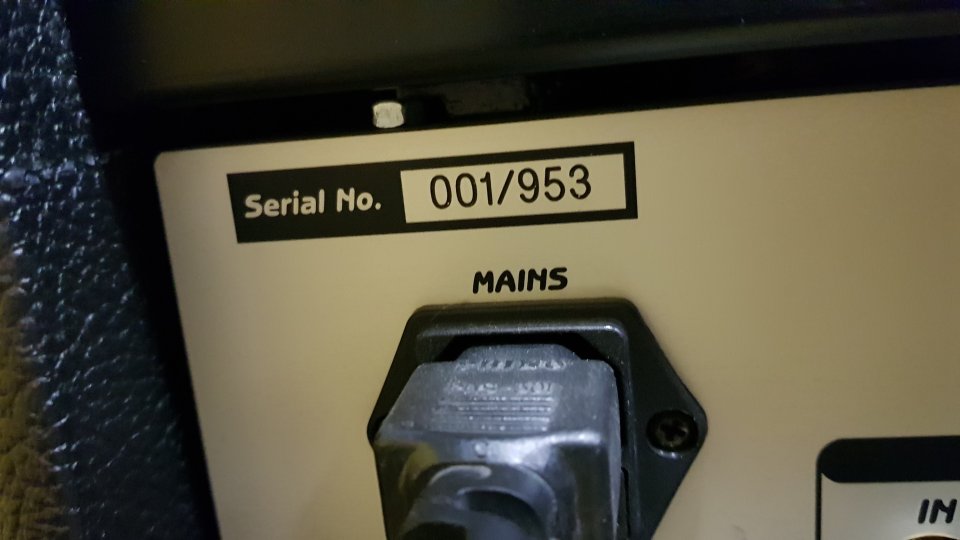 Serial No. 001/953
MAINS
IN